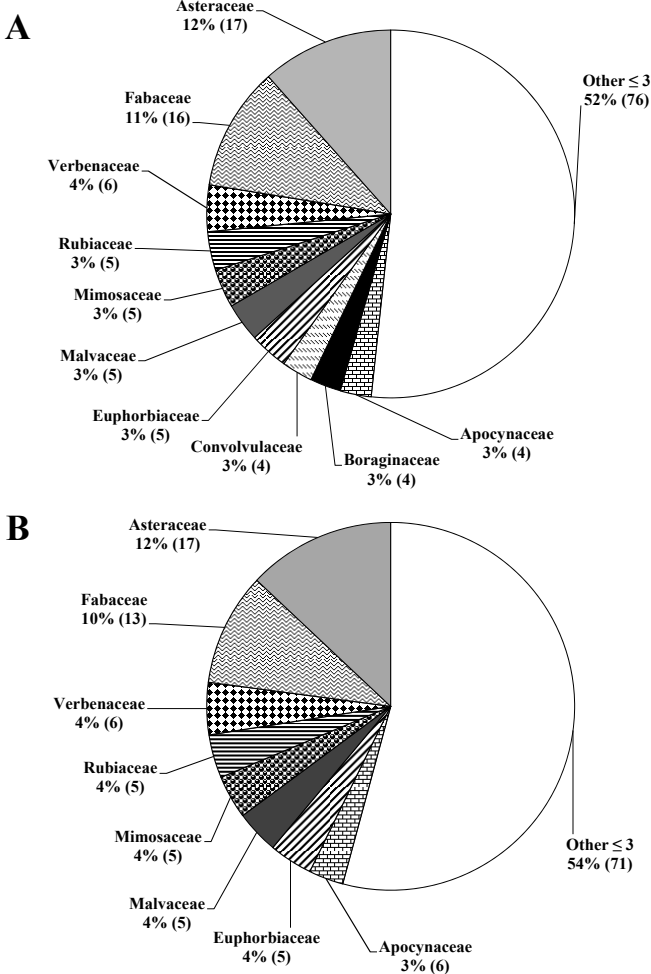 A
Asteraceae
12% (17)
Other ≤ 3
52% (76)
Fabaceae
11% (16)
Verbenaceae
4% (6)
Rubiaceae
3% (5)
Mimosaceae
3% (5)
Malvaceae
3% (5)
Euphorbiaceae
3% (5)
Convolvulaceae
3% (4)
Boraginaceae
3% (4)
Apocynaceae
3% (4)
B
Asteraceae
12% (17)
Fabaceae
10% (13)
Verbenaceae
4% (6)
Rubiaceae
4% (5)
Mimosaceae
4% (5)
Malvaceae
4% (5)
Euphorbiaceae
4% (5)
Apocynaceae
3% (6)
Other ≤ 3
54% (71)